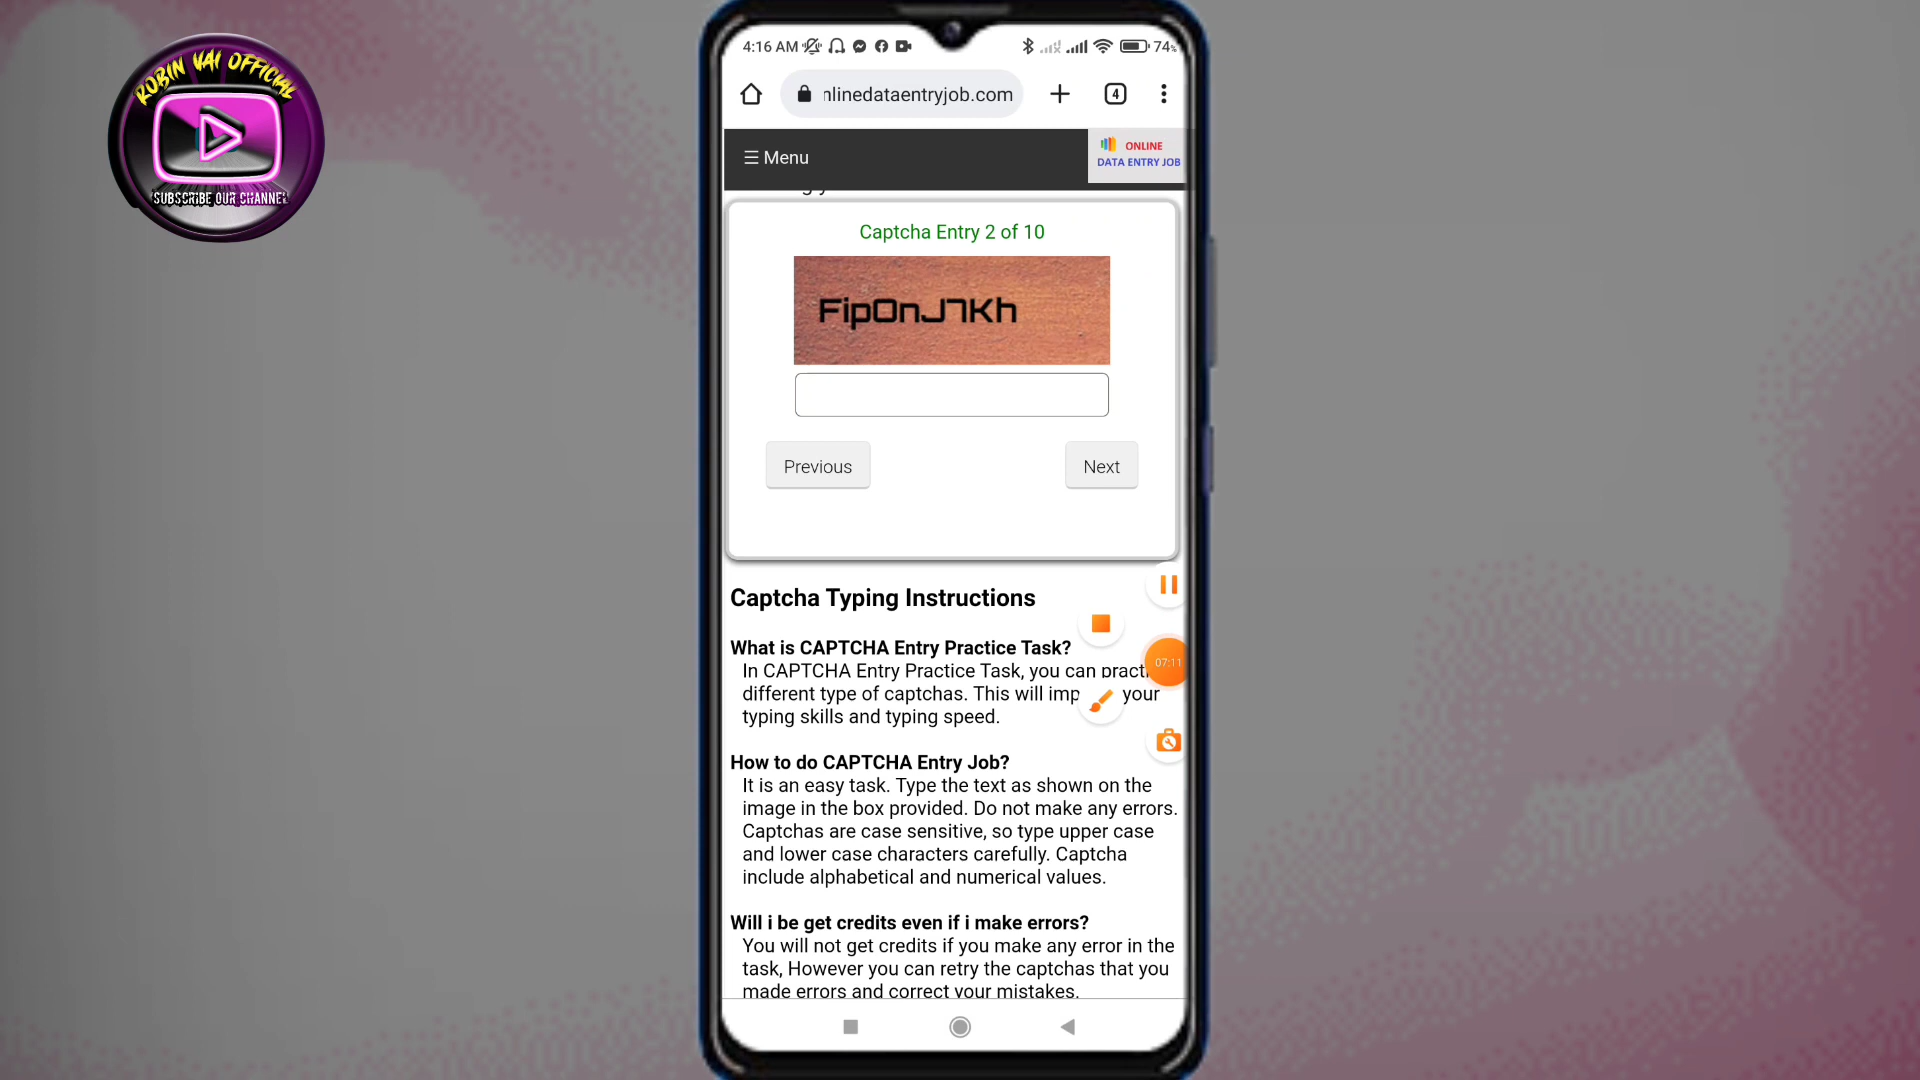 ROBIN VAI OFFICIAL
SUBSCRIBE OUR CHANNEL
4:16 AM
74%
nlinedataentryjob.com
4
☰ Menu
ONLINE
DATA ENTRY JOB
Captcha Entry 2 of 10
FipOnJ7Kh
Previous
Next
Captcha Typing Instructions
07:11
What is CAPTCHA Entry Practice Task?
In CAPTCHA Entry Practice Task, you can practi
different type of captchas. This will imp your
typing skills and typing speed.
How to do CAPTCHA Entry Job?
It is an easy task. Type the text as shown on the
image in the box provided. Do not make any errors.
Captchas are case sensitive, so type upper case
and lower case characters carefully. Captcha
include alphabetical and numerical values.
Will i be get credits even if i make errors?
You will not get credits if you make any error in the
task, However you can retry the captchas that you
made errors and correct your mistakes.